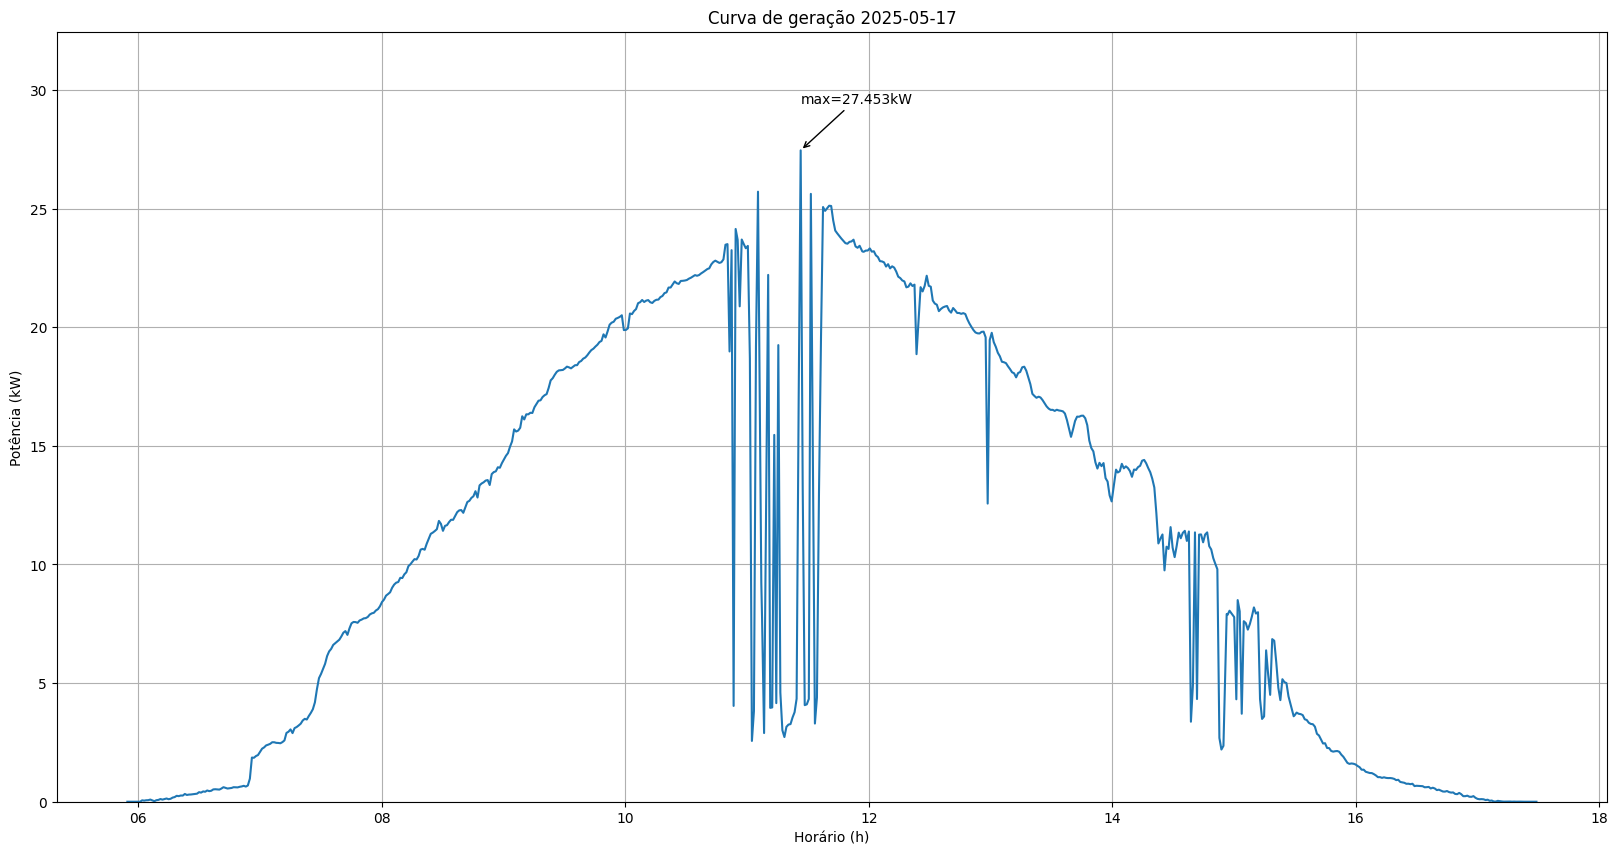 Curva de geração 2025-05-17
30
25
20
15
10
5
0
Potência (kW)
max=27.453kW
06 08 10 12 14 16 18
Horário (h)